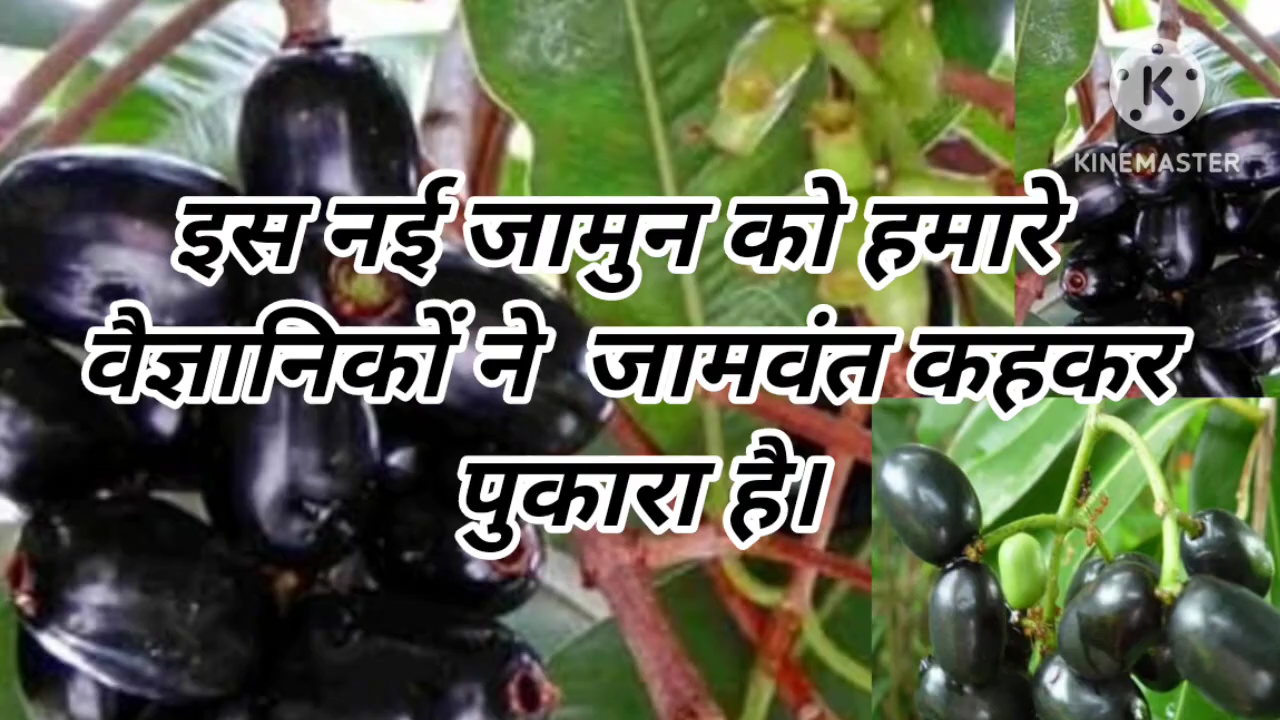 K
KINEMASTER
इस नई जामुन को हमारे
वैज्ञानिकों ने जामवंत कहकर
पुकारा है।